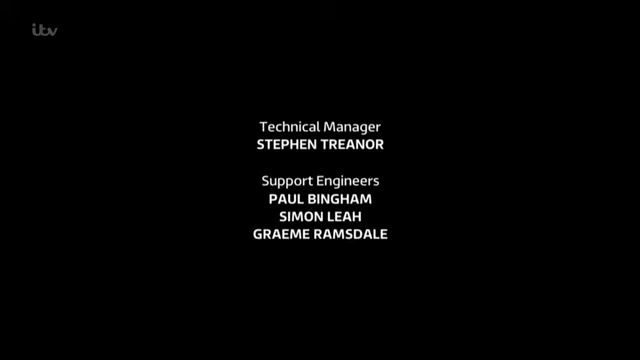 itv
Technical Manager
STEPHEN TREANOR
Support Engineers
PAUL BINGHAM
SIMON LEAH
GRAEME RAMSDALE